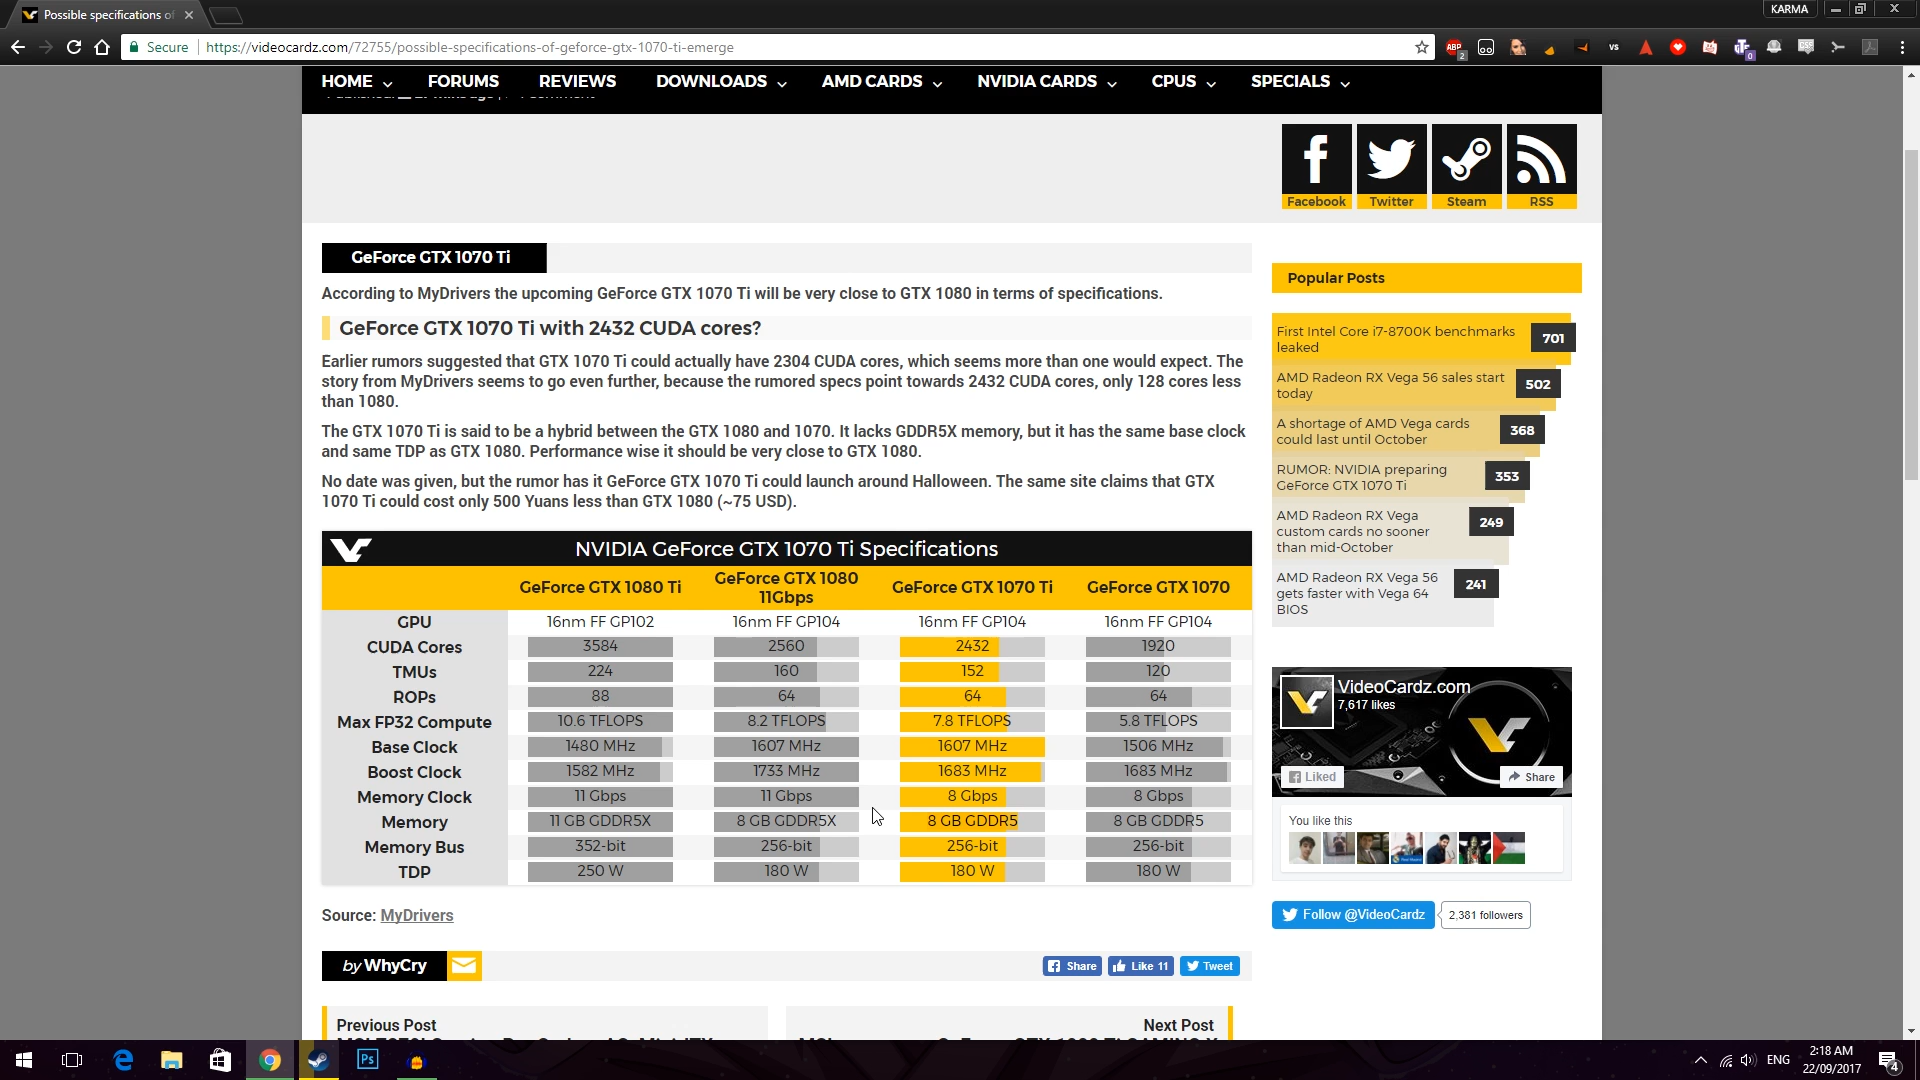 Possible specifications of
KARMA
Secure
https://videocardz.com/72755/possible-specifications-of-geforce-gtx-1070-ti-emerge
HOME FORUMS REVIEWS DOWNLOADS AMD CARDS NVIDIA CARDS CPUS SPECIALS
Facebook Twitter Steam RSS
GeForce GTX 1070 Ti
According to MyDrivers the upcoming GeForce GTX 1070 Ti will be very close to GTX 1080 in terms of specifications.
GeForce GTX 1070 Ti with 2432 CUDA cores?
Earlier rumors suggested that GTX 1070 Ti could actually have 2304 CUDA cores, which seems more than one would expect. The
story from MyDrivers seems to go even further, because the rumored specs point towards 2432 CUDA cores, only 128 cores less
than 1080.
The GTX 1070 Ti is said to be a hybrid between the GTX 1080 and 1070. It lacks GDDR5X memory, but it has the same base clock
and same TDP as GTX 1080. Performance wise it should be very close to GTX 1080.
No date was given, but the rumor has it GeForce GTX 1070 Ti could launch around Halloween. The same site claims that GTX
1070 Ti could cost only 500 Yuans less than GTX 1080 (~75 USD).
NVIDIA GeForce GTX 1070 Ti Specifications
GeForce GTX 1080 Ti GeForce GTX 1080 11Gbps GeForce GTX 1070 Ti GeForce GTX 1070
GPU 16nm FF GP102 16nm FF GP104 16nm FF GP104 16nm FF GP104
CUDA Cores 3584 2560 2432 1920
TMUs 224 160 152 120
ROPs 88 64 64 64
Max FP32 Compute 10.6 TFLOPS 8.2 TFLOPS 7.8 TFLOPS 5.8 TFLOPS
Base Clock 1480 MHz 1607 MHz 1607 MHz 1506 MHz
Boost Clock 1582 MHz 1733 MHz 1683 MHz 1683 MHz
Memory Clock 11 Gbps 11 Gbps 8 Gbps 8 Gbps
Memory 11 GB GDDR5X 8 GB GDDR5X 8 GB GDDR5 8 GB GDDR5
Memory Bus 352-bit 256-bit 256-bit 256-bit
TDP 250 W 180 W 180 W 180 W
Source: MyDrivers
by WhyCry
Share Like 11 Tweet
Previous Post
Next Post
Popular Posts
First Intel Core i7-8700K benchmarks
leaked
701
AMD Radeon RX Vega 56 sales start
today
502
A shortage of AMD Vega cards
could last until October
368
RUMOR: NVIDIA preparing
GeForce GTX 1070 Ti
353
AMD Radeon RX Vega
custom cards no sooner
than mid-October
249
AMD Radeon RX Vega 56
gets faster with Vega 64
BIOS
241
VideoCardz.com
7,617 likes
Liked
Share
You like this
Follow @VideoCardz
2,381 followers
ENG
2:18 AM
22/09/2017
4